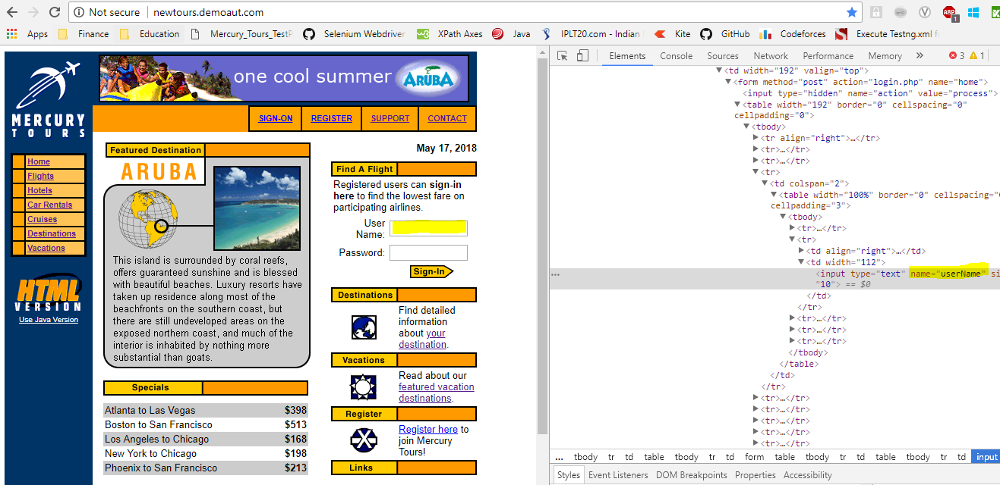 Not secure | newtours.demoaut.com
ABP 1
Apps Finance Education Mercury_Tours_TestP Selenium Webdriver XPath Axes Java IPLT20.com - Indian Kite GitHub Codeforces Execute Testng.xml
one cool summer ARUBA
MERCURY
TOURS
SIGN-ON REGISTER SUPPORT CONTACT
Home
Flights
Hotels
Car Rentals
Cruises
Destinations
Vacations
HTML
VERSION
Use Java Version
Featured Destination
ARUBA
This island is surrounded by coral reefs,
offers guaranteed sunshine and is blessed
with beautiful beaches. Luxury resorts have
taken up residence along most of the
beachfronts on the southern coast, but
there are still undeveloped areas on the
exposed northern coast, and much of the
interior is inhabited by nothing more
substantial than goats.
Specials
Atlanta to Las Vegas $398
Boston to San Francisco $513
Los Angeles to Chicago $168
New York to Chicago $198
Phoenix to San Francisco $213
May 17, 2018
Find A Flight
Registered users can sign-in
here to find the lowest fare on
participating airlines.
User
Name:
Password:
Sign-In
Destinations
Find detailed
information
about your
destination.
Vacations
Read about our
featured vacation
destinations.
Register
Register here to
join Mercury
Tours!
Links
Elements Console Sources Network Performance Memory » 3 1
▼<td width="192" valign="top">
▼<form method="post" action="login.php" name="home">
<input type="hidden" name="action" value="process">
▼<table width="192" border="0" cellspacing="0"
cellpadding="0">
▼<tbody>
▶<tr align="right">…</tr>
▶<tr>…</tr>
▶<tr>…</tr>
▼<tr>
▼<td colspan="2">
▼<table width="100%" border="0" cellspacing="0
cellpadding="3">
▼<tbody>
▶<tr>…</tr>
▼<tr>
▶<td align="right">…</td>
▼<td width="112">
… <input type="text" name="userName" si
"10"> == $0
</td>
</tr>
▶<tr>…</tr>
▶<tr>…</tr>
▶<tr>…</tr>
</tbody>
</table>
</td>
</tr>
▶<tr>…</tr>
▶<tr>…</tr>
▶<tr>…</tr>
▶<tr>…</tr>
▶<tr>…</tr>
... tbody tr td table tbody tr td form table tbody tr td table tbody tr td input
Styles Event Listeners DOM Breakpoints Properties Accessibility